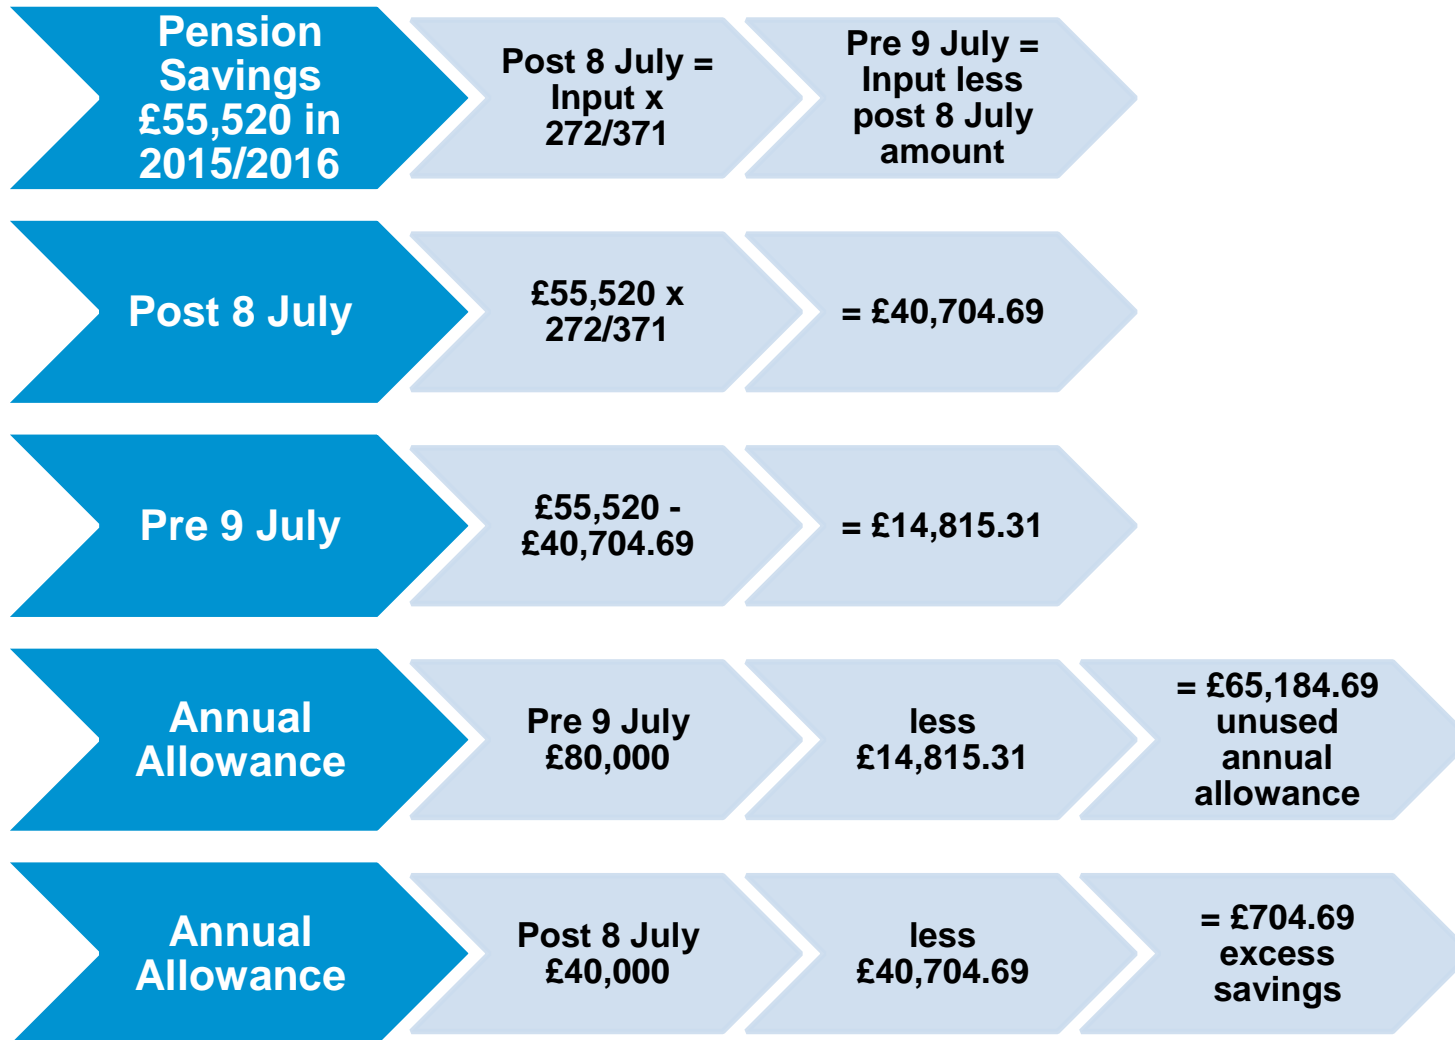 Pension
Savings
£55,520 in
2015/2016
Post 8 July =
Input x
272/371
Pre 9 July =
Input less
post 8 July
amount
Post 8 July
£55,520 x
272/371
= £40,704.69
Pre 9 July
£55,520 -
£40,704.69
= £14,815.31
Annual
Allowance
Pre 9 July
£80,000
less
£14,815.31
= £65,184.69
unused
annual
allowance
Annual
Allowance
Post 8 July
£40,000
less
£40,704.69
= £704.69
excess
savings